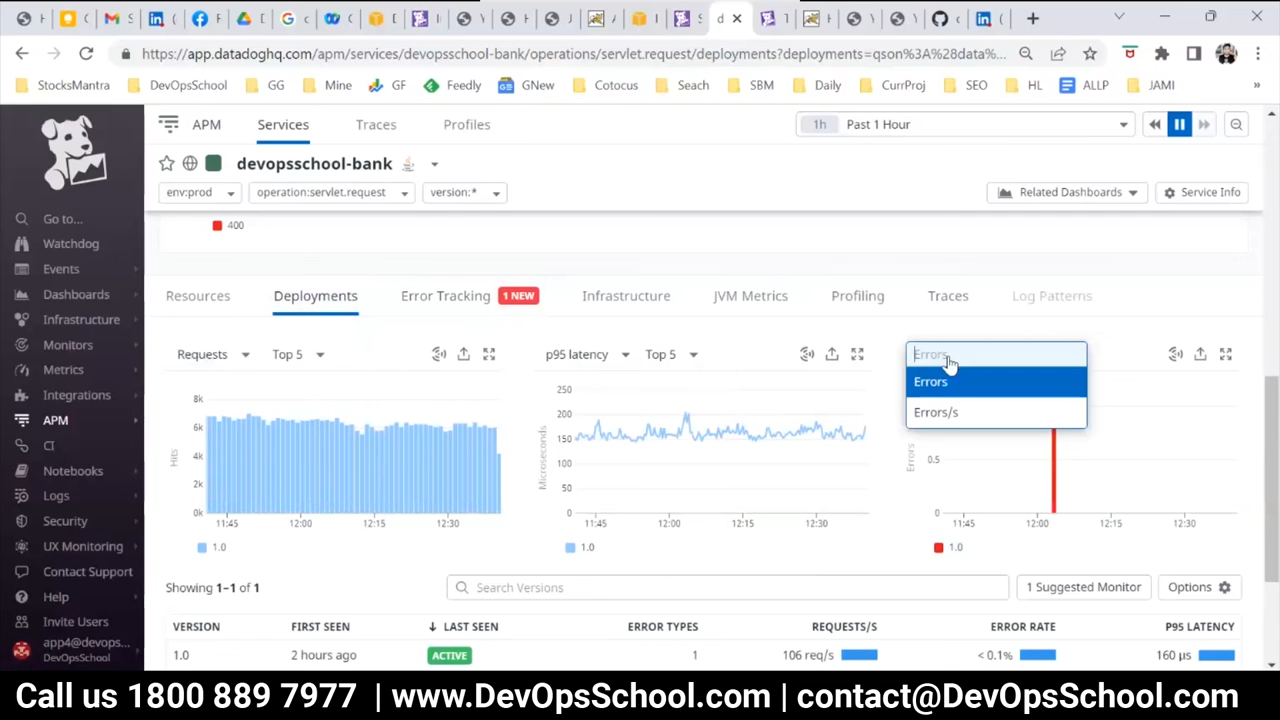 https://app.datadoghq.com/apm/services/devopsschool-bank/operations/servlet.request/deployments?deployments=qson%3A%28data%...
StocksMantra DevOpsSchool GG Mine GF Feedly GNew Cotocus Seach SBM Daily CurrProj SEO HL ALLP JAMI »
APM Services Traces Profiles 1h Past 1 Hour
devopsschool-bank
env:prod operation:servlet.request version:* Related Dashboards Service Info
Go to...
Watchdog
Events
Dashboards
Infrastructure
Monitors
Metrics
Integrations
APM
CI
Notebooks
Logs
Security
UX Monitoring
Contact Support
Help
Invite Users
app4@devops...
DevOpsSchool
400
Resources Deployments Error Tracking 1 NEW Infrastructure JVM Metrics Profiling Traces Log Patterns
Requests Top 5
8k
6k
4k
2k
0k
Hits
11:45 12:00 12:15 12:30
1.0
p95 latency Top 5
250
200
150
100
50
0
Microseconds
11:45 12:00 12:15 12:30
1.0
Errors
Errors
Errors/s
0.5
0
Errors
11:45 12:00 12:15 12:30
1.0
Showing 1–1 of 1 Search Versions 1 Suggested Monitor Options
VERSION FIRST SEEN ↓ LAST SEEN ERROR TYPES REQUESTS/S ERROR RATE P95 LATENCY
1.0 2 hours ago ACTIVE 1 106 req/s < 0.1% 160 µs
Call us 1800 889 7977 | www.DevOpsSchool.com | contact@DevOpsSchool.com